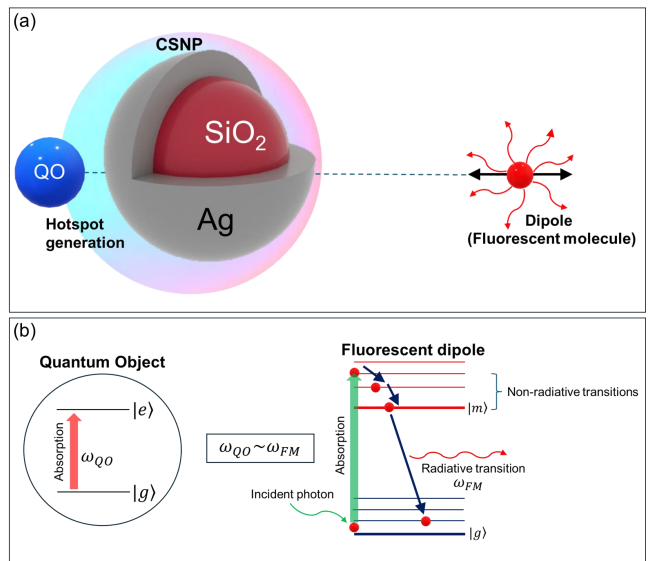 (a)
CSNP
SiO₂
QO
Hotspot
generation
Ag
Dipole
(Fluorescent molecule)
(b)
Quantum Object
Fluorescent dipole
Non-radiative transitions
|e⟩
|m⟩
Absorption
ω_QO
ω_QO~ω_FM
Absorption
Radiative transition
ω_FM
|g⟩
Incident photon
|g⟩